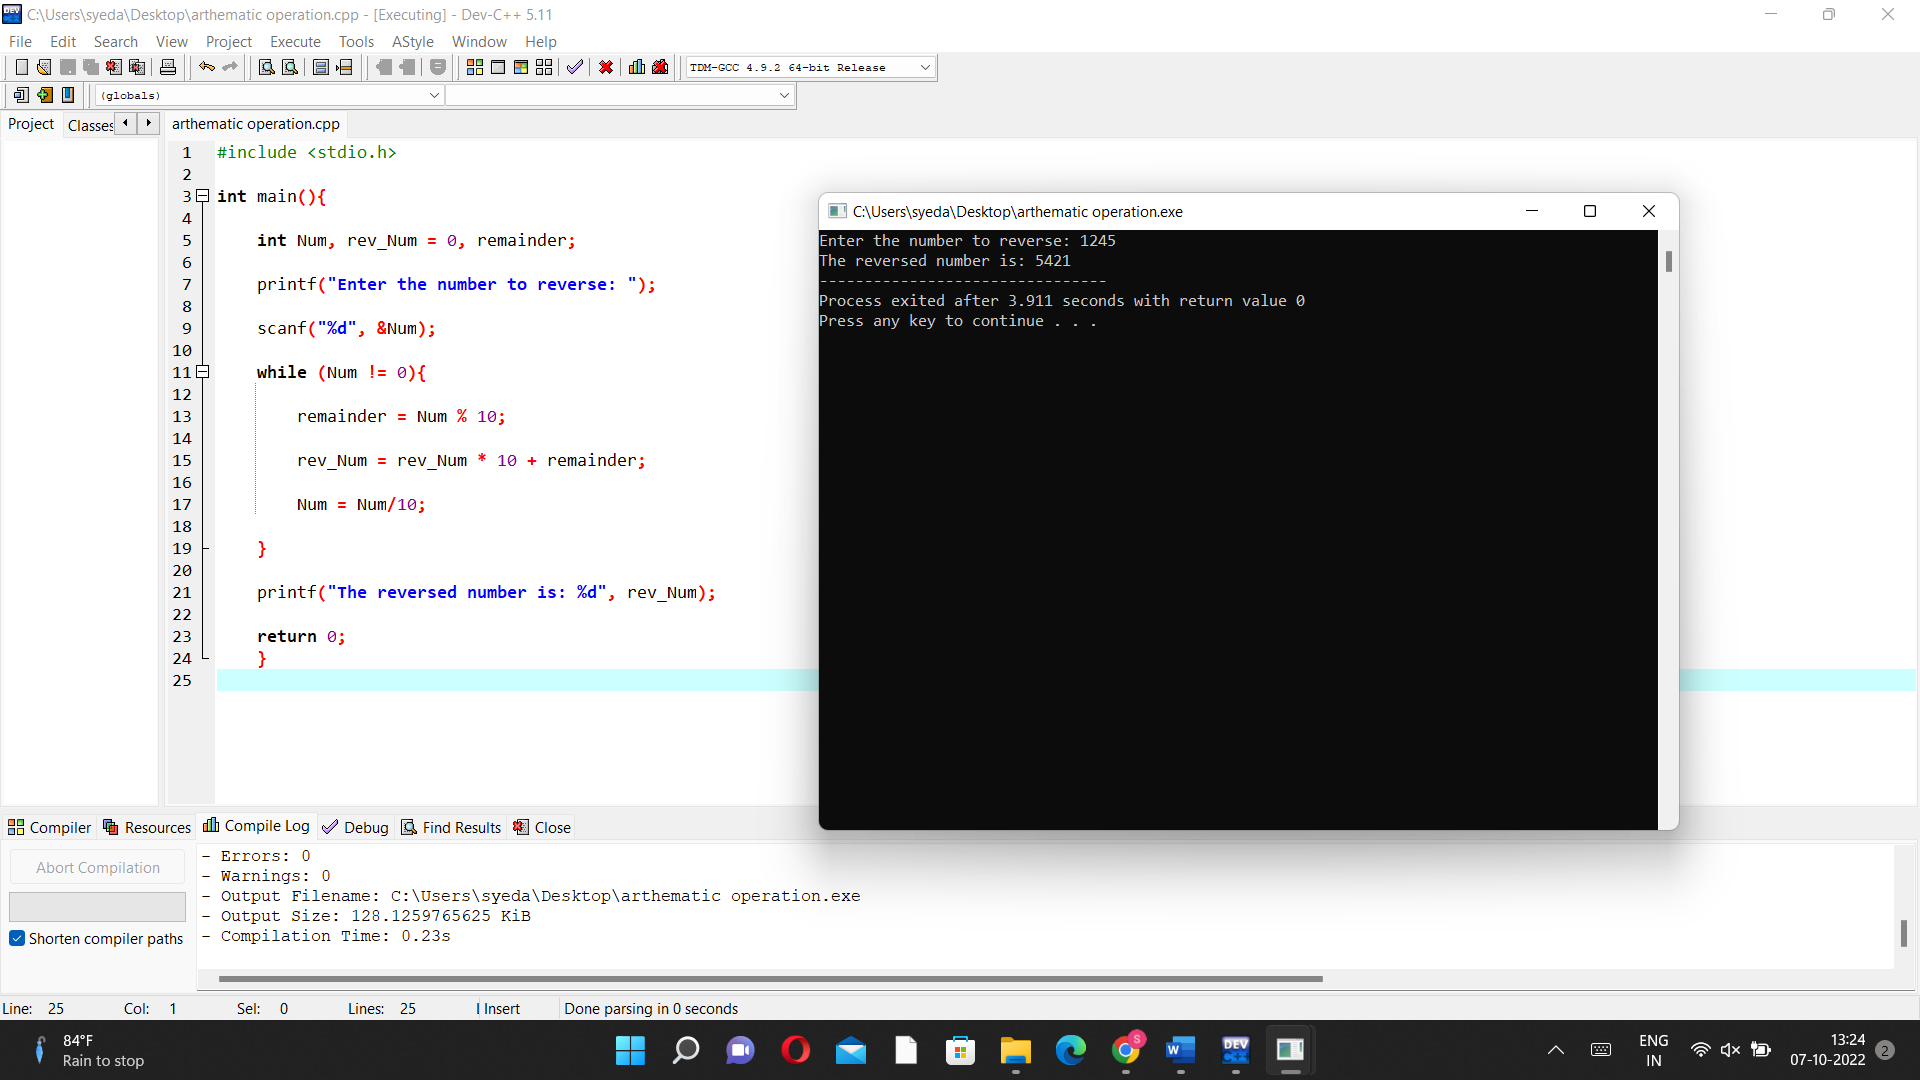 C:\Users\syeda\Desktop\arthematic operation.cpp - [Executing] - Dev-C++ 5.11
File Edit Search View Project Execute Tools AStyle Window Help
TDM-GCC 4.9.2 64-bit Release
(globals)
Project Classes arthematic operation.cpp
1 #include <stdio.h>
2
3 int main(){
4
5 int Num, rev_Num = 0, remainder;
6
7 printf("Enter the number to reverse: ");
8
9 scanf("%d", &Num);
10
11 while (Num != 0){
12
13 remainder = Num % 10;
14
15 rev_Num = rev_Num * 10 + remainder;
16
17 Num = Num/10;
18
19 }
20
21 printf("The reversed number is: %d", rev_Num);
22
23 return 0;
24 }
25
C:\Users\syeda\Desktop\arthematic operation.exe
Enter the number to reverse: 1245
The reversed number is: 5421
--------------------------------
Process exited after 3.911 seconds with return value 0
Press any key to continue . . .
Compiler Resources Compile Log Debug Find Results Close
Abort Compilation
Shorten compiler paths
- Errors: 0
- Warnings: 0
- Output Filename: C:\Users\syeda\Desktop\arthematic operation.exe
- Output Size: 128.1259765625 KiB
- Compilation Time: 0.23s
Line: 25 Col: 1 Sel: 0 Lines: 25 Insert Done parsing in 0 seconds
84°F
Rain to stop
S
W
DEV
C++
ENG
IN
13:24
07-10-2022
2